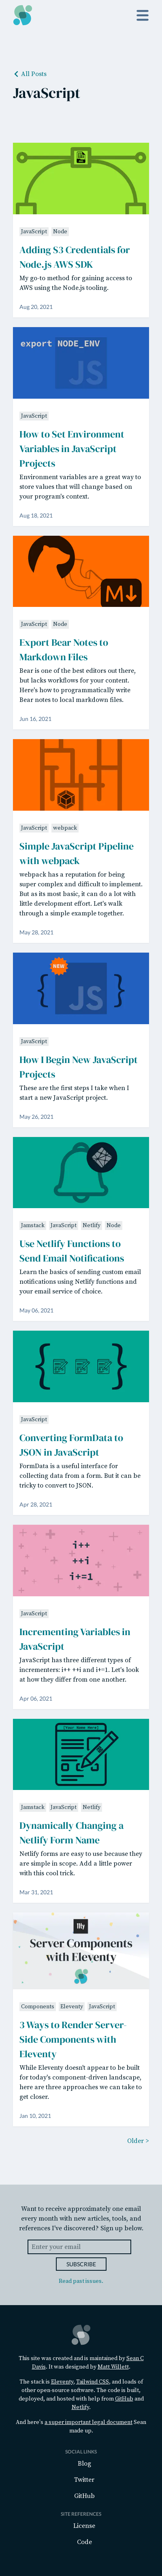 All Posts
JavaScript
JavaScript Node
Adding S3 Credentials for
Node.js AWS SDK
My go-to method for gaining access to
AWS using the Node.js tooling.
Aug 20, 2021
export NODE_ENV
JS
JavaScript
How to Set Environment
Variables in JavaScript
Projects
Environment variables are a great way to
store values that will change based on
your program's context.
Aug 18, 2021
JavaScript Node
Export Bear Notes to
Markdown Files
Bear is one of the best editors out there,
but lacks workflows for your content.
Here's how to programmatically write
Bear notes to local markdown files.
Jun 16, 2021
JavaScript webpack
Simple JavaScript Pipeline
with webpack
webpack has a reputation for being
super complex and difficult to implement.
But as its most basic, it can do a lot with
little development effort. Let's walk
through a simple example together.
May 28, 2021
NEW
{ JS }
JavaScript
How I Begin New JavaScript
Projects
These are the first steps I take when I
start a new JavaScript project.
May 26, 2021
Jamstack JavaScript Netlify Node
Use Netlify Functions to
Send Email Notifications
Learn the basics of sending custom email
notifications using Netlify functions and
your email service of choice.
May 06, 2021
{ }
JavaScript
Converting FormData to
JSON in JavaScript
FormData is a useful interface for
collecting data from a form. But it can be
tricky to convert to JSON.
Apr 28, 2021
i++
++i
i+=1
JavaScript
Incrementing Variables in
JavaScript
JavaScript has three different types of
incrementers: i++ ++i and i+=1. Let's look
at how they differ from one another.
Apr 06, 2021
{Your Name Here}
Jamstack JavaScript Netlify
Dynamically Changing a
Netlify Form Name
Netlify forms are easy to use because they
are simple in scope. Add a little power
with this cool trick.
Mar 31, 2021
11ty
Server Components
with Eleventy
Components Eleventy JavaScript
3 Ways to Render Server-
Side Components with
Eleventy
While Eleventy doesn't appear to be built
for today's component-driven landscape,
here are three approaches we can take to
get close.
Jan 10, 2021
Older >
Want to receive approximately one email
every month with new articles, tools, and
references I've discovered? Sign up below.
Enter your email
SUBSCRIBE
Read past issues.
This site was created and is maintained by Sean C
Davis. It was designed by Matt Willett.
The stack is Eleventy, Tailwind CSS, and loads of
other open-source software. The code is built,
deployed, and hosted with help from GitHub and
Netlify.
And here's a super important legal document Sean
made up.
SOCIAL LINKS
Blog
Twitter
GitHub
SITE REFERENCES
License
Code